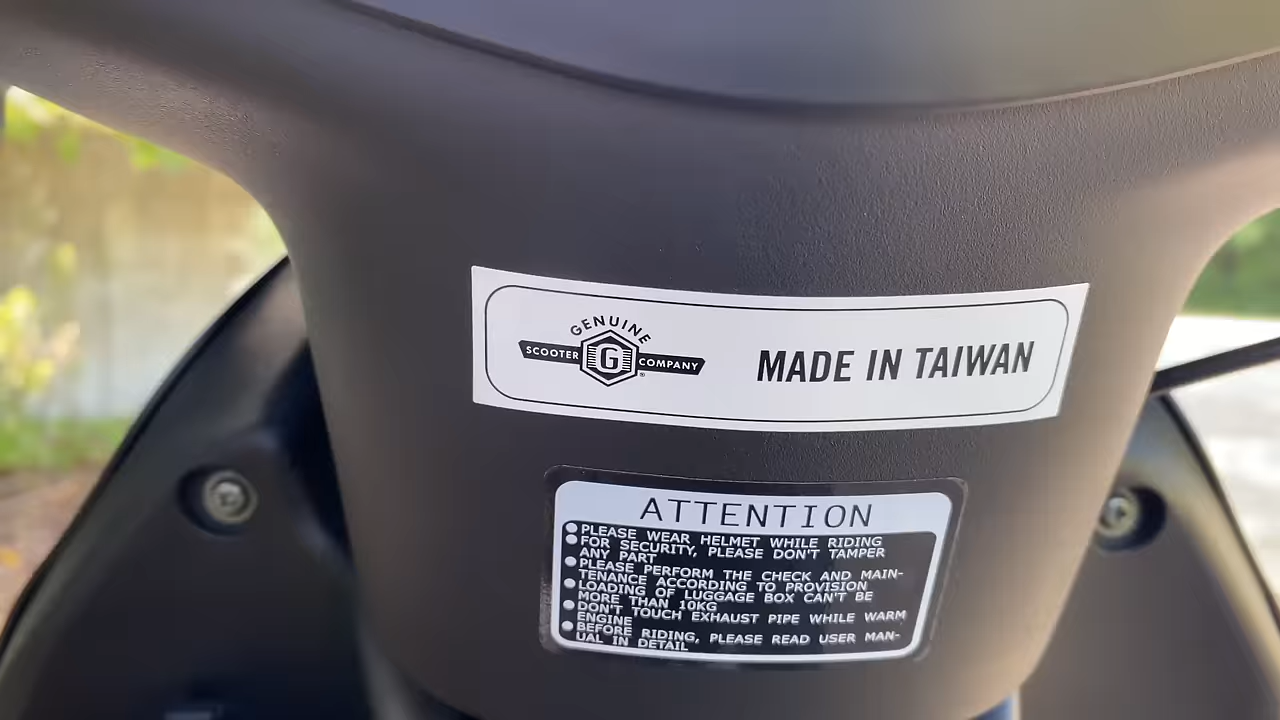 GENUINE
SCOOTER G COMPANY®
MADE IN TAIWAN
ATTENTION
● PLEASE WEAR HELMET WHILE RIDING
● FOR SECURITY, PLEASE DON'T TAMPER
ANY PART
● PLEASE PERFORM THE CHECK AND MAIN-
TENANCE ACCORDING TO PROVISION
● LOADING OF LUGGAGE BOX CAN'T BE
MORE THAN 10KG
● DON'T TOUCH EXHAUST PIPE WHILE WARM
ENGINE
● BEFORE RIDING, PLEASE READ USER MAN-
UAL IN DETAIL